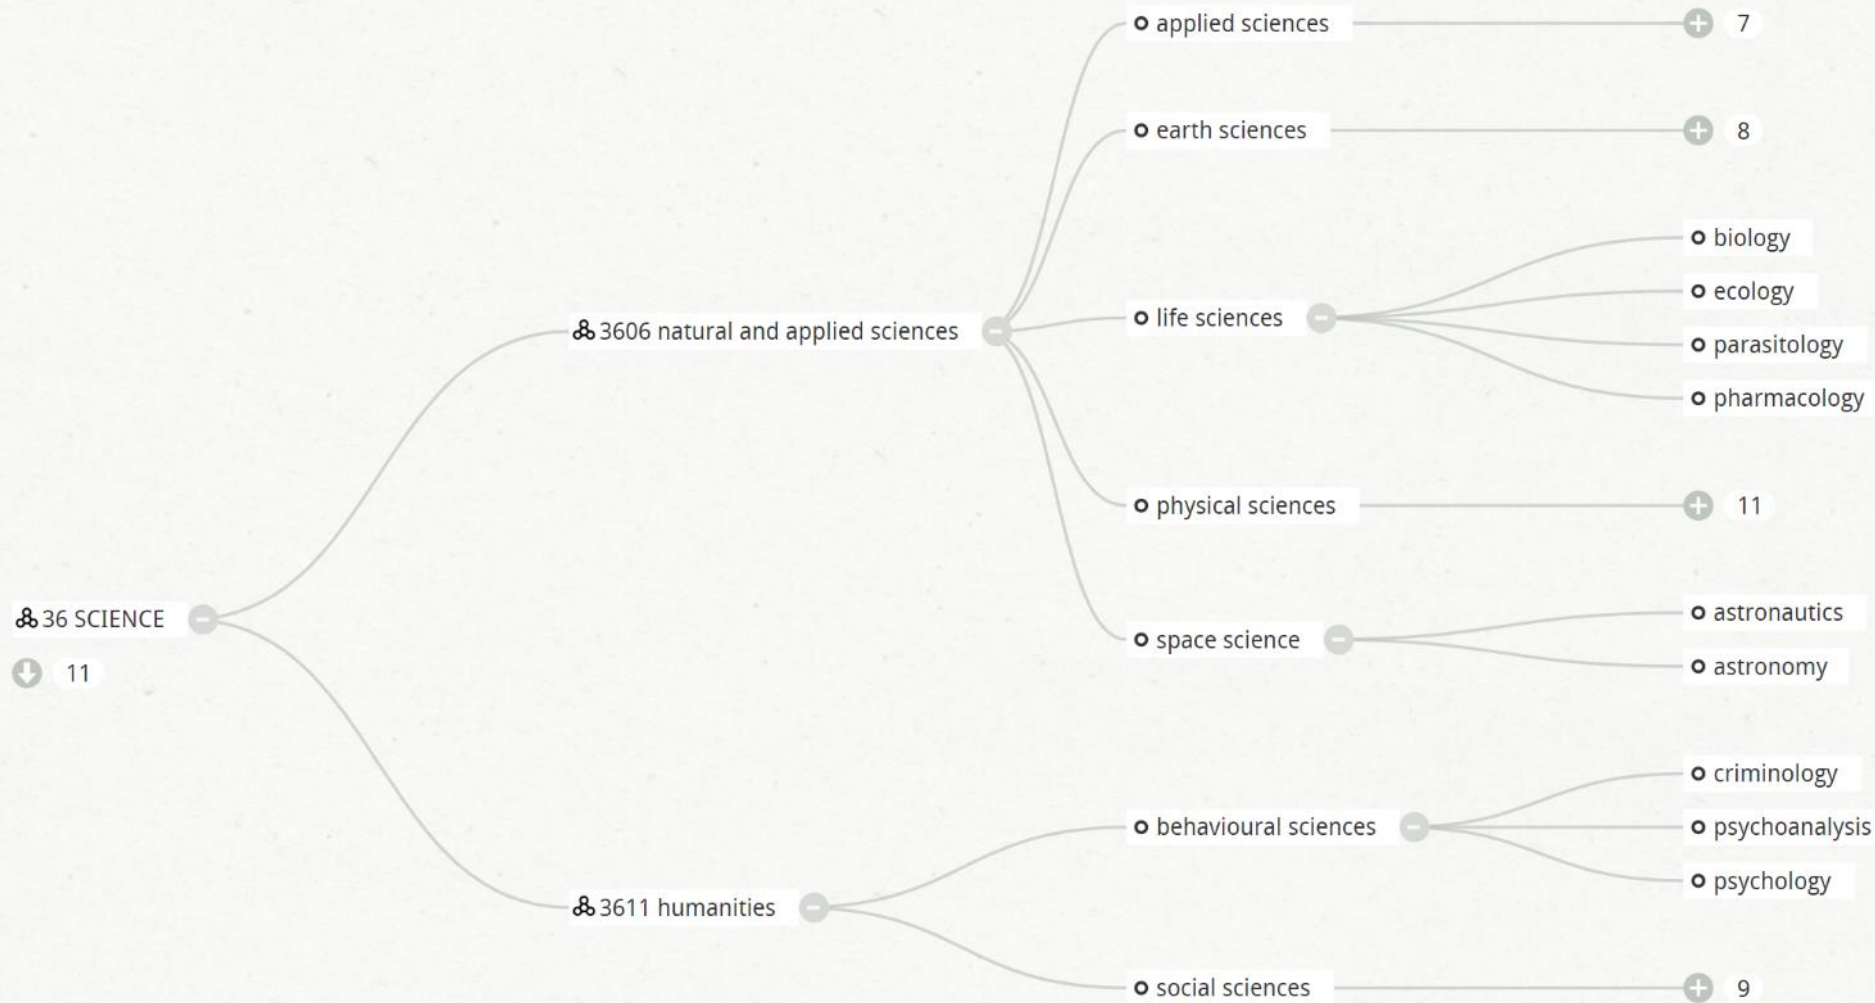 applied sciences 7
earth sciences 8
biology
ecology
life sciences
3606 natural and applied sciences
parasitology
pharmacology
physical sciences 11
36 SCIENCE
11
astronautics
space science
astronomy
criminology
behavioural sciences
psychoanalysis
psychology
3611 humanities
social sciences 9